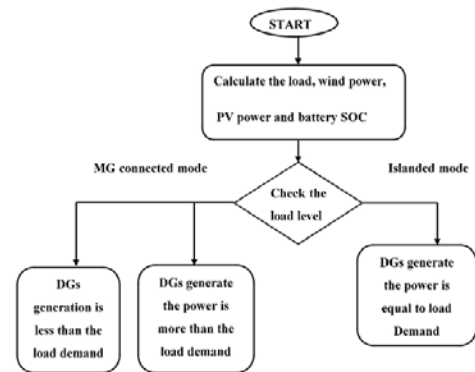 START
Calculate the load, wind power,
PV power and battery SOC
MG connected mode
Islanded mode
Check the
load level
DGs
generation is
less than the
load demand
DGs generate
the power is
more than the
load demand
DGs generate
the power is
equal to load
Demand